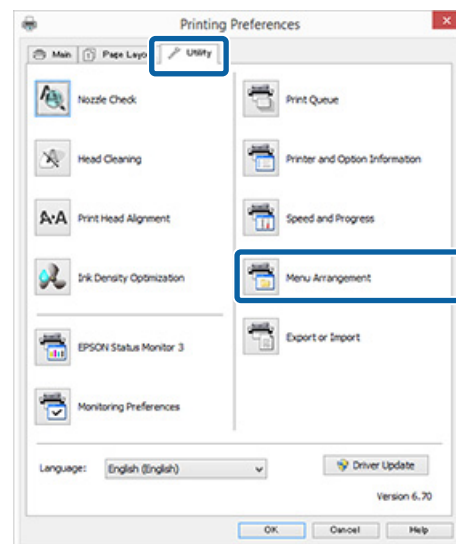 Printing Preferences
Main
Page Layo
Utility
Nozzle Check
Print Queue
Head Cleaning
Printer and Option Information
A·A Print Head Alignment
Speed and Progress
Ink Density Optimization
Menu Arrangement
EPSON Status Monitor 3
Export or Import
Monitoring Preferences
Language: English (English)
Driver Update
Version 6.70
OK
Cancel
Help